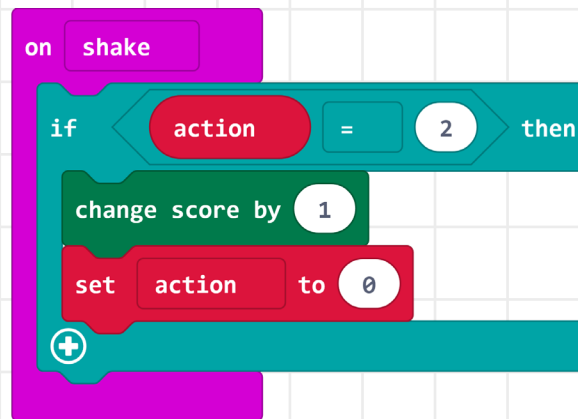 on shake
if action = 2 then
change score by 1
set action to 0